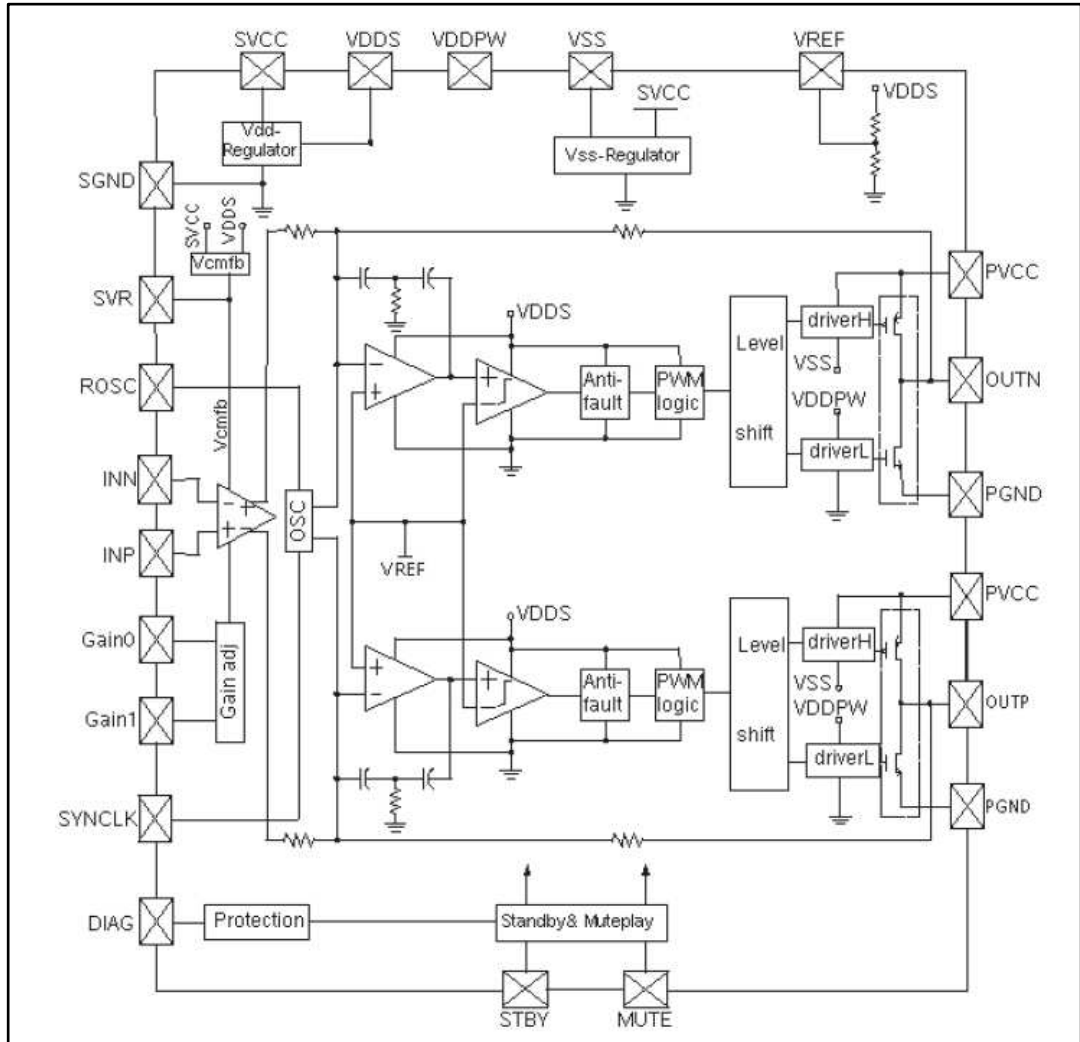 SVCC
VDDS
VDDPW
VSS
VREF
SVCC
VDDS
Vdd-
Regulator
Vss-Regulator
SGND
SVCC
VDDS
Vcmfb
SVR
PVCC
VDDS
Level
shift
driverH
VSS
VDDPW
driverL
ROSC
Anti-
fault
PWM
logic
OUTN
Vcmfb
INN
PGND
OSC
INP
VREF
PVCC
VDDS
Gain0
Gain adj
Level
shift
driverH
VSS
VDDPW
driverL
Anti-
fault
PWM
logic
Gain1
OUTP
SYNCLK
PGND
DIAG
Protection
Standby& Muteplay
STBY
MUTE